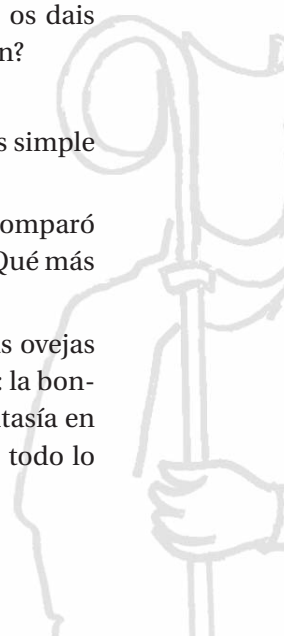 os dais
n?
s simple
omparó
Qué más
s ovejas
: la bon-
tasía en
todo lo